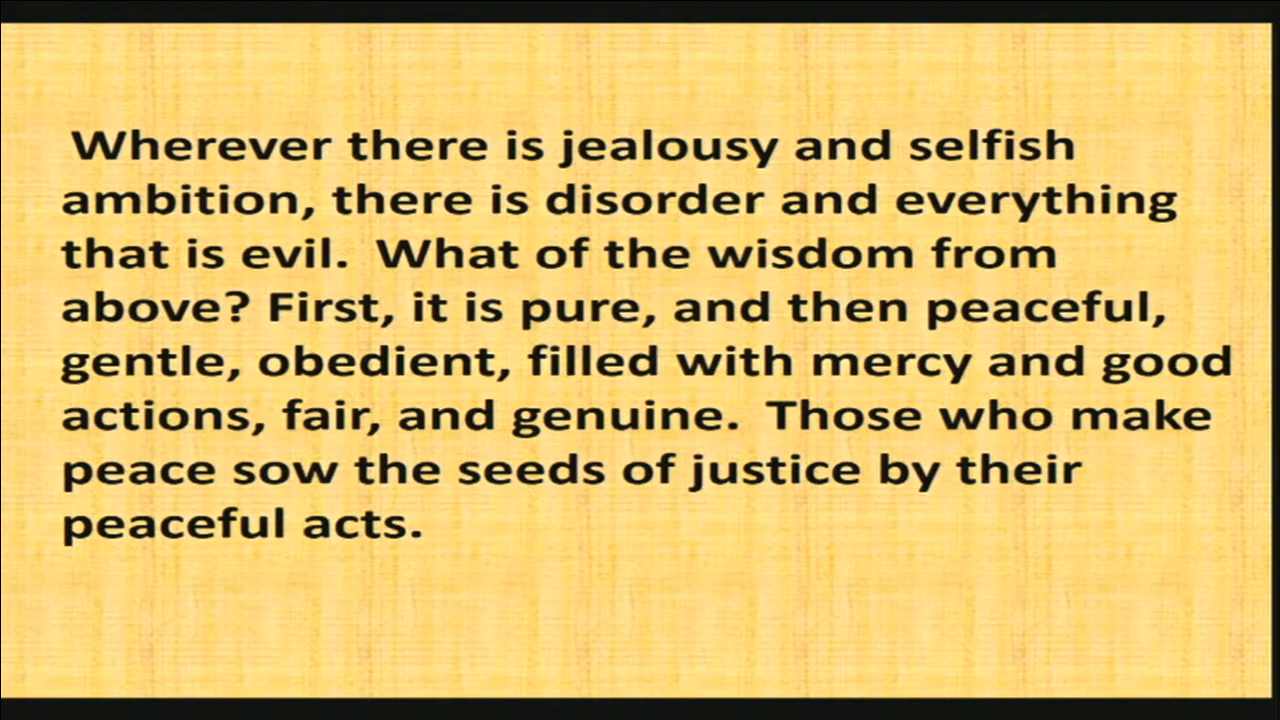 Wherever there is jealousy and selfish
ambition, there is disorder and everything
that is evil.  What of the wisdom from
above? First, it is pure, and then peaceful,
gentle, obedient, filled with mercy and good
actions, fair, and genuine.  Those who make
peace sow the seeds of justice by their
peaceful acts.